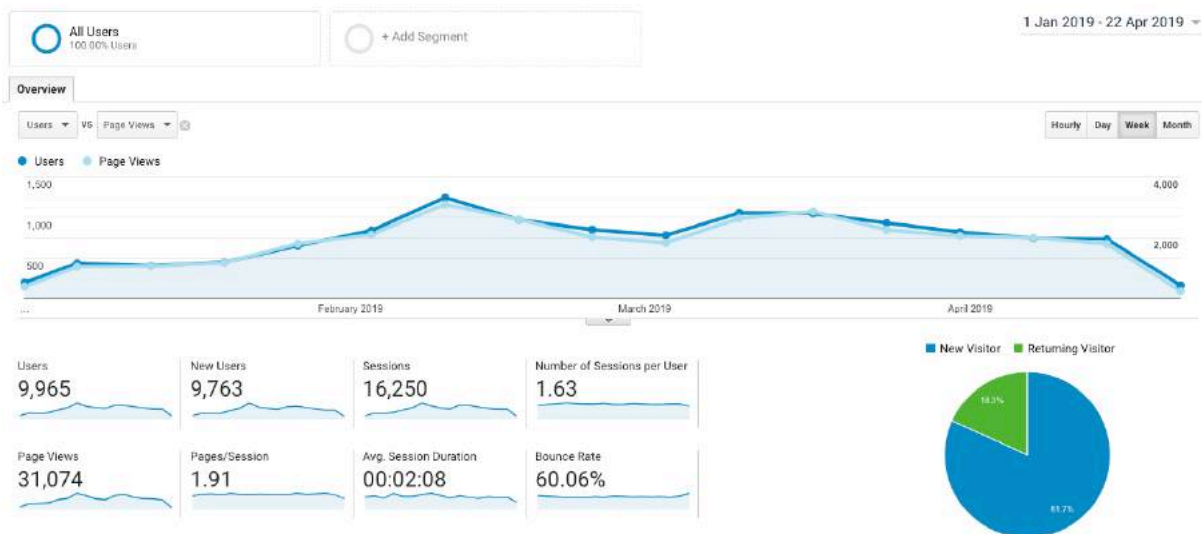 All Users
100.00% Users
+ Add Segment
1 Jan 2019 - 22 Apr 2019
Overview
Users VS Page Views
Hourly Day Week Month
Users Page Views
1,500 4,000
1,000 2,000
500
... February 2019 March 2019 April 2019
New Visitor Returning Visitor
Users New Users Sessions Number of Sessions per User
9,965 9,763 16,250 1.63
Page Views Pages/Session Avg. Session Duration Bounce Rate
31,074 1.91 00:02:08 60.06%
18.3%
81.7%